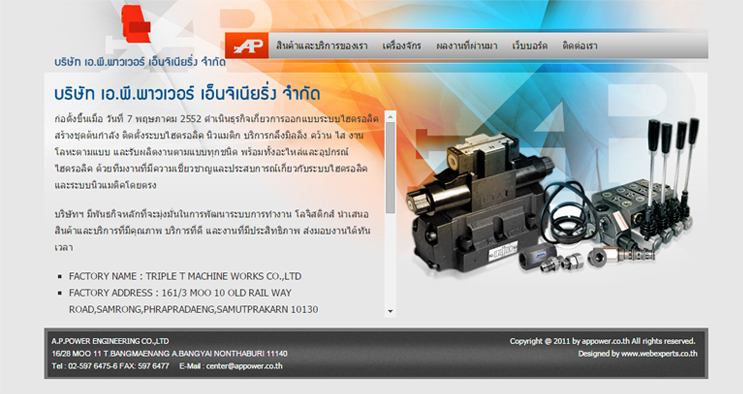 บริษัท เอ.พี.พาวเวอร์ เอ็นจิเนียริ่ง จำกัด
AP
สินค้าและบริการของเรา เครื่องจักร ผลงานที่ผ่านมา เว็บบอร์ด ติดต่อเรา
บริษัท เอ.พี.พาวเวอร์ เอ็นจิเนียริ่ง จำกัด
ก่อตั้งขึ้นเมื่อ วันที่ 7 พฤษภาคม 2552 ดำเนินธุรกิจเกี่ยวการออกแบบระบบไฮดรอลิค
สร้างชุดต้นกำลัง ติดตั้งระบบไฮดรอลิค นิวแมติก บริการกลึงมิลลิ่ง คว้าน ไส งาน
โลหะตามแบบ และรับผลิตงานตามแบบทุกชนิด พร้อมทั้งอะไหล่และอุปกรณ์
ไฮดรอลิค ด้วยทีมงานที่มีความเชี่ยวชาญและประสบการณ์เกี่ยวกับระบบไฮดรอลิค
และระบบนิวแมติคโดยตรง
บริษัทฯ มีพันธกิจหลักที่จะมุ่งมั่นในการพัฒนาระบบการทำงาน โลจิสติกส์ นำเสนอ
สินค้าและบริการที่มีคุณภาพ บริการที่ดี และงานที่มีประสิทธิภาพ ส่งมอบงานได้ทัน
เวลา
FACTORY NAME : TRIPLE T MACHINE WORKS CO.,LTD
FACTORY ADDRESS : 161/3 MOO 10 OLD RAIL WAY
ROAD,SAMRONG,PHRAPRADAENG,SAMUTPRAKARN 10130
A.P.POWER ENGINEERING CO.,LTD
16/28 MOO 11 T.BANGMAENANG A.BANGYAI NONTHABURI 11140
Tel : 02-597 6475-6 FAX: 597 6477 E-Mail : center@appower.co.th
Copyright @ 2011 by appower.co.th All rights reserved.
Designed by www.webexperts.co.th